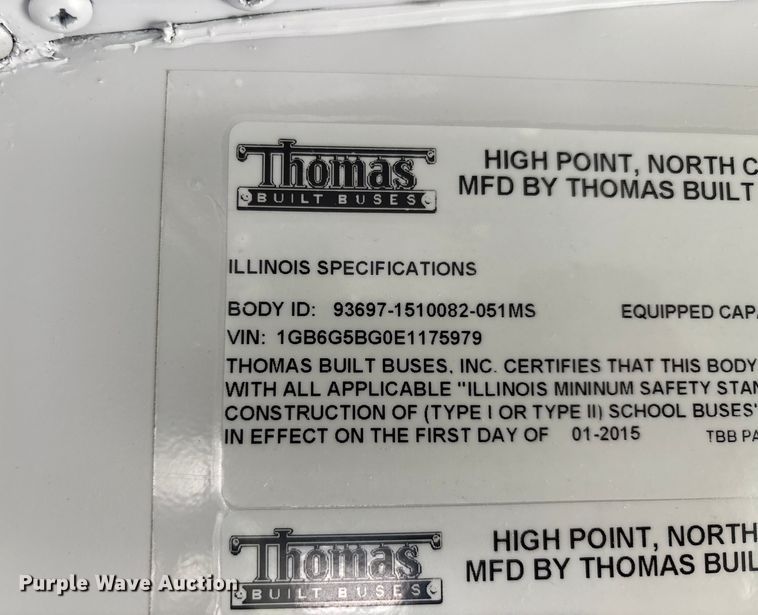 Thomas
BUILT BUSES
HIGH POINT, NORTH C
MFD BY THOMAS BUILT
ILLINOIS SPECIFICATIONS
BODY ID: 93697-1510082-051MS EQUIPPED CAPA
VIN: 1GB6G5BG0E1175979
THOMAS BUILT BUSES, INC. CERTIFIES THAT THIS BODY
WITH ALL APPLICABLE "ILLINOIS MININUM SAFETY STAN
CONSTRUCTION OF (TYPE I OR TYPE II) SCHOOL BUSES"
IN EFFECT ON THE FIRST DAY OF 01-2015 TBB PA
Thomas
BUILT BUSES
HIGH POINT, NORTH
MFD BY THOMAS BUIL
Purple Wave Auction